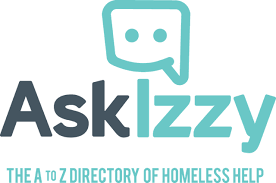 AskIzzy
THE A TO Z DIRECTORY OF HOMELESS HELP